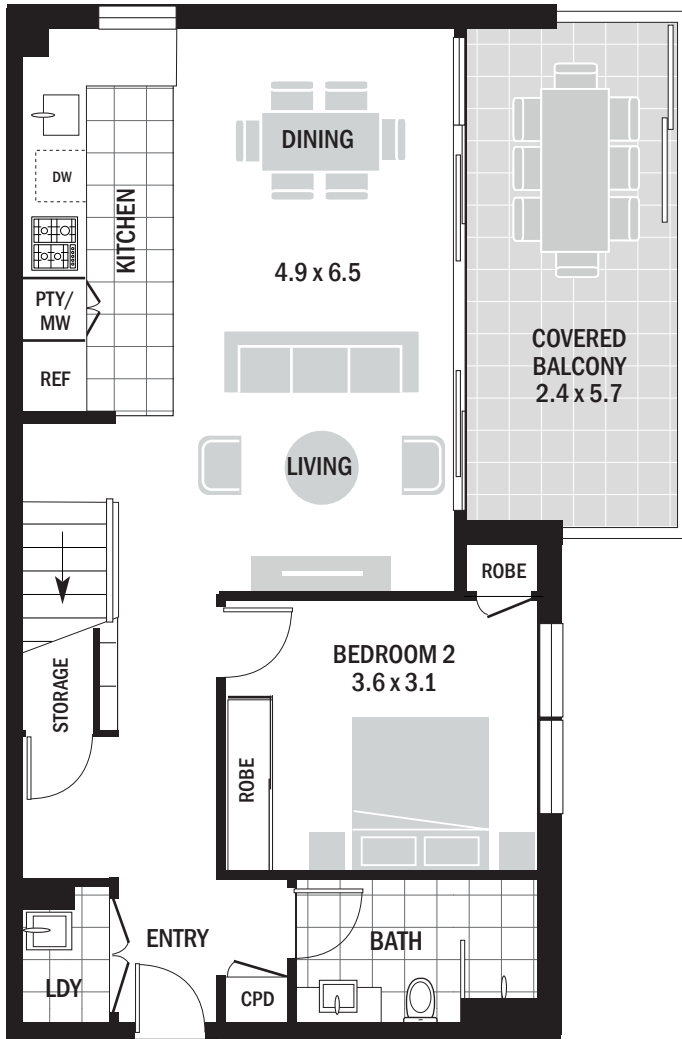 DINING
DW
KITCHEN
4.9 x 6.5
PTY/
MW
REF
COVERED
BALCONY
2.4 x 5.7
LIVING
ROBE
BEDROOM 2
3.6 x 3.1
STORAGE
ROBE
ENTRY
BATH
LDY
CPD